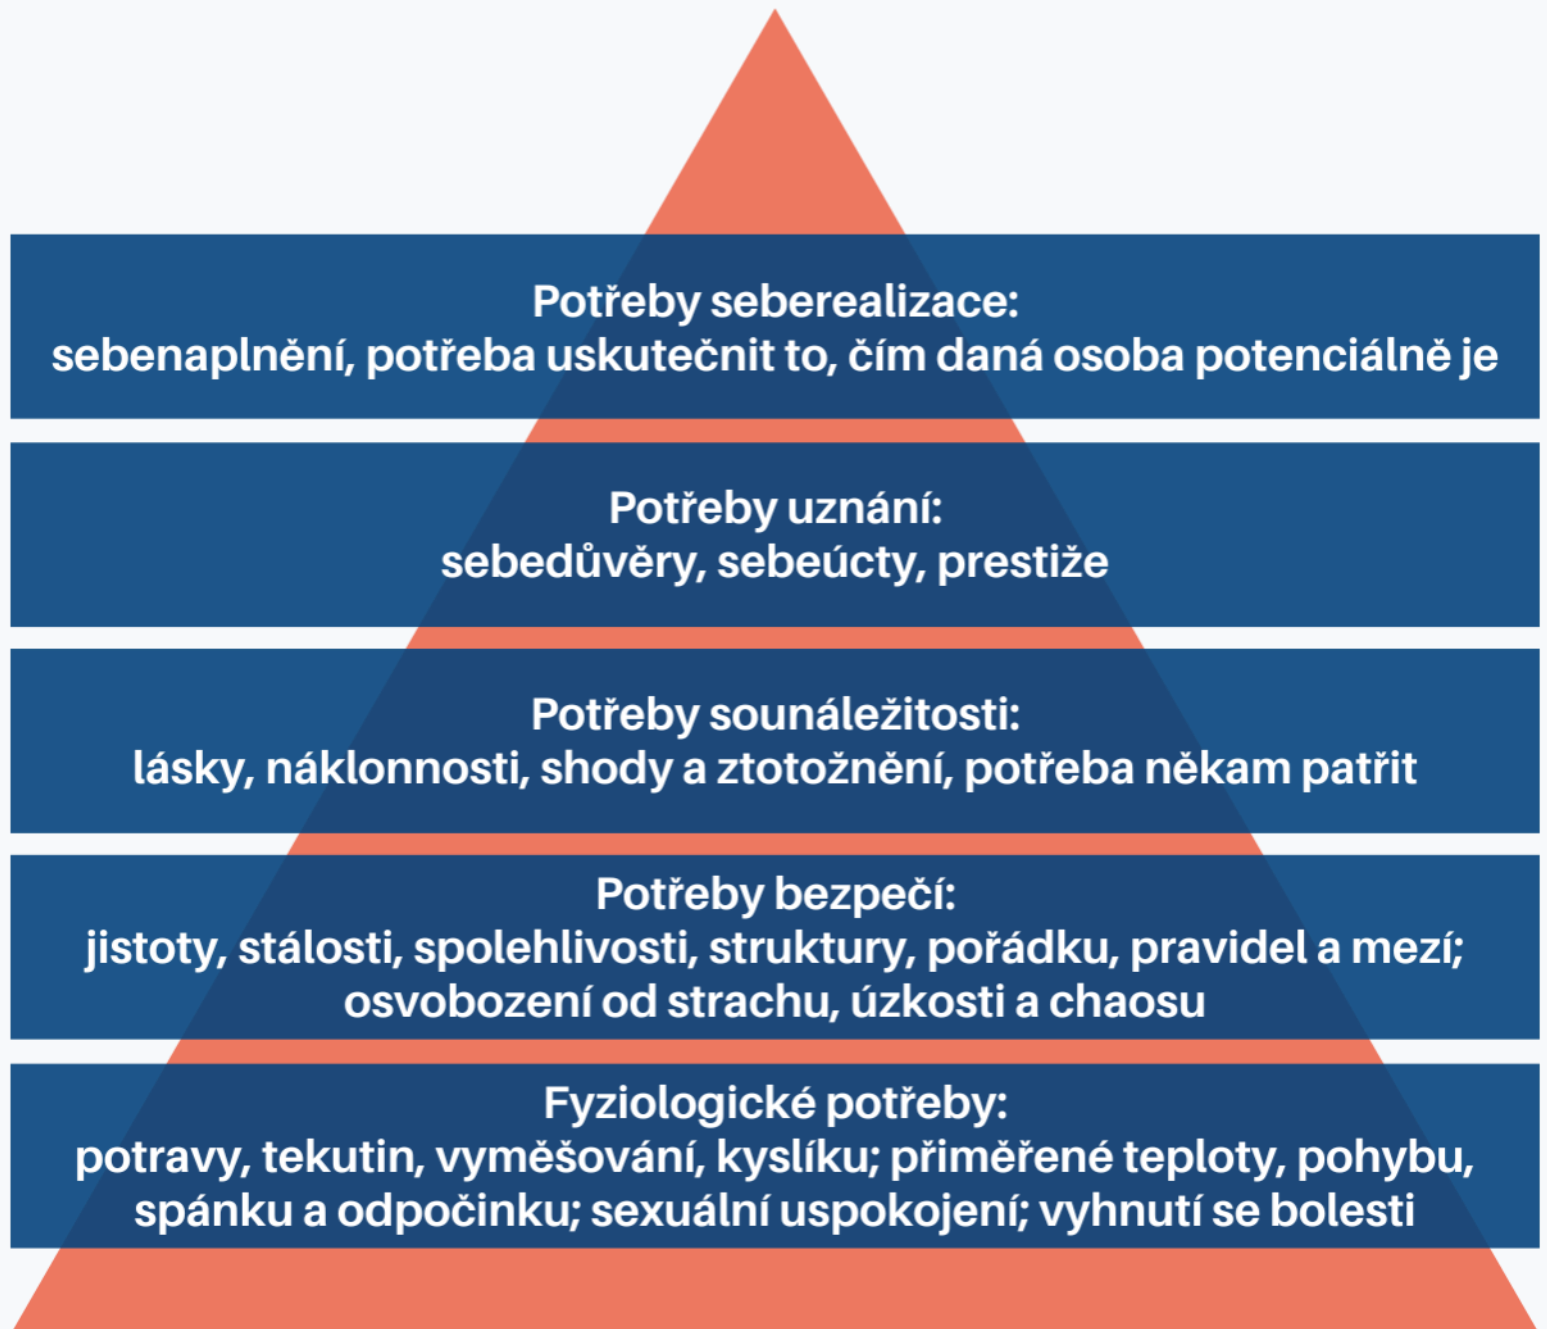 Potřeby seberealizace:
sebenaplnění, potřeba uskutečnit to, čím daná osoba potenciálně je
Potřeby uznání:
sebedůvěry, sebeúcty, prestiže
Potřeby sounáležitosti:
lásky, náklonnosti, shody a ztotožnění, potřeba někam patřit
Potřeby bezpečí:
jistoty, stálosti, spolehlivosti, struktury, pořádku, pravidel a mezí;
osvobození od strachu, úzkosti a chaosu
Fyziologické potřeby:
potravy, tekutin, vyměšování, kyslíku; přiměřené teploty, pohybu,
spánku a odpočinku; sexuální uspokojení; vyhnutí se bolesti